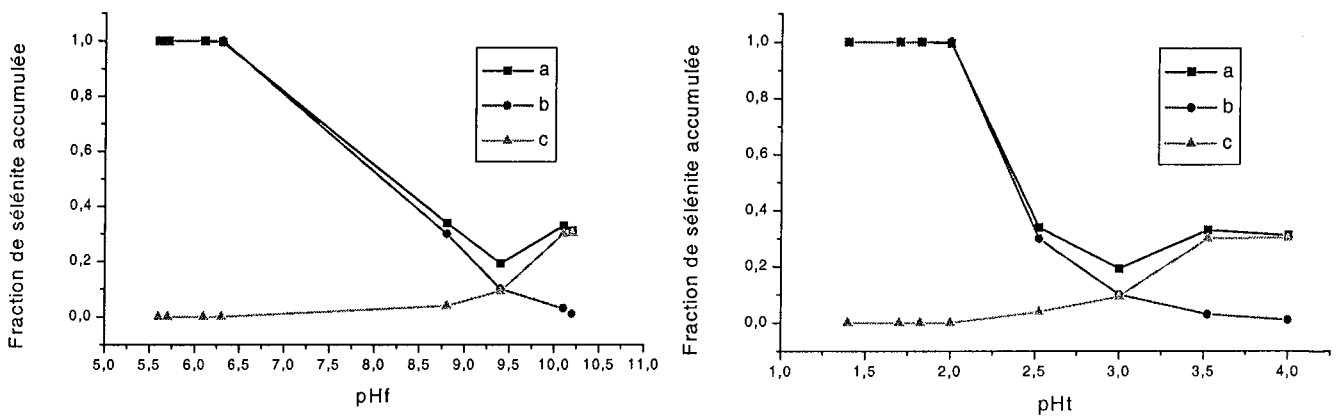 Fraction de sélénite accumulée
1,0
0,8
0,6
0,4
0,2
0,0
a
b
c
5,0 5,5 6,0 6,5 7,0 7,5 8,0 8,5 9,0 9,5 10,0 10,5 11,0
pHf
Fraction de sélénite accumulée
1,0
0,8
0,6
0,4
0,2
0,0
a
b
c
1,0 1,5 2,0 2,5 3,0 3,5 4,0
pHt